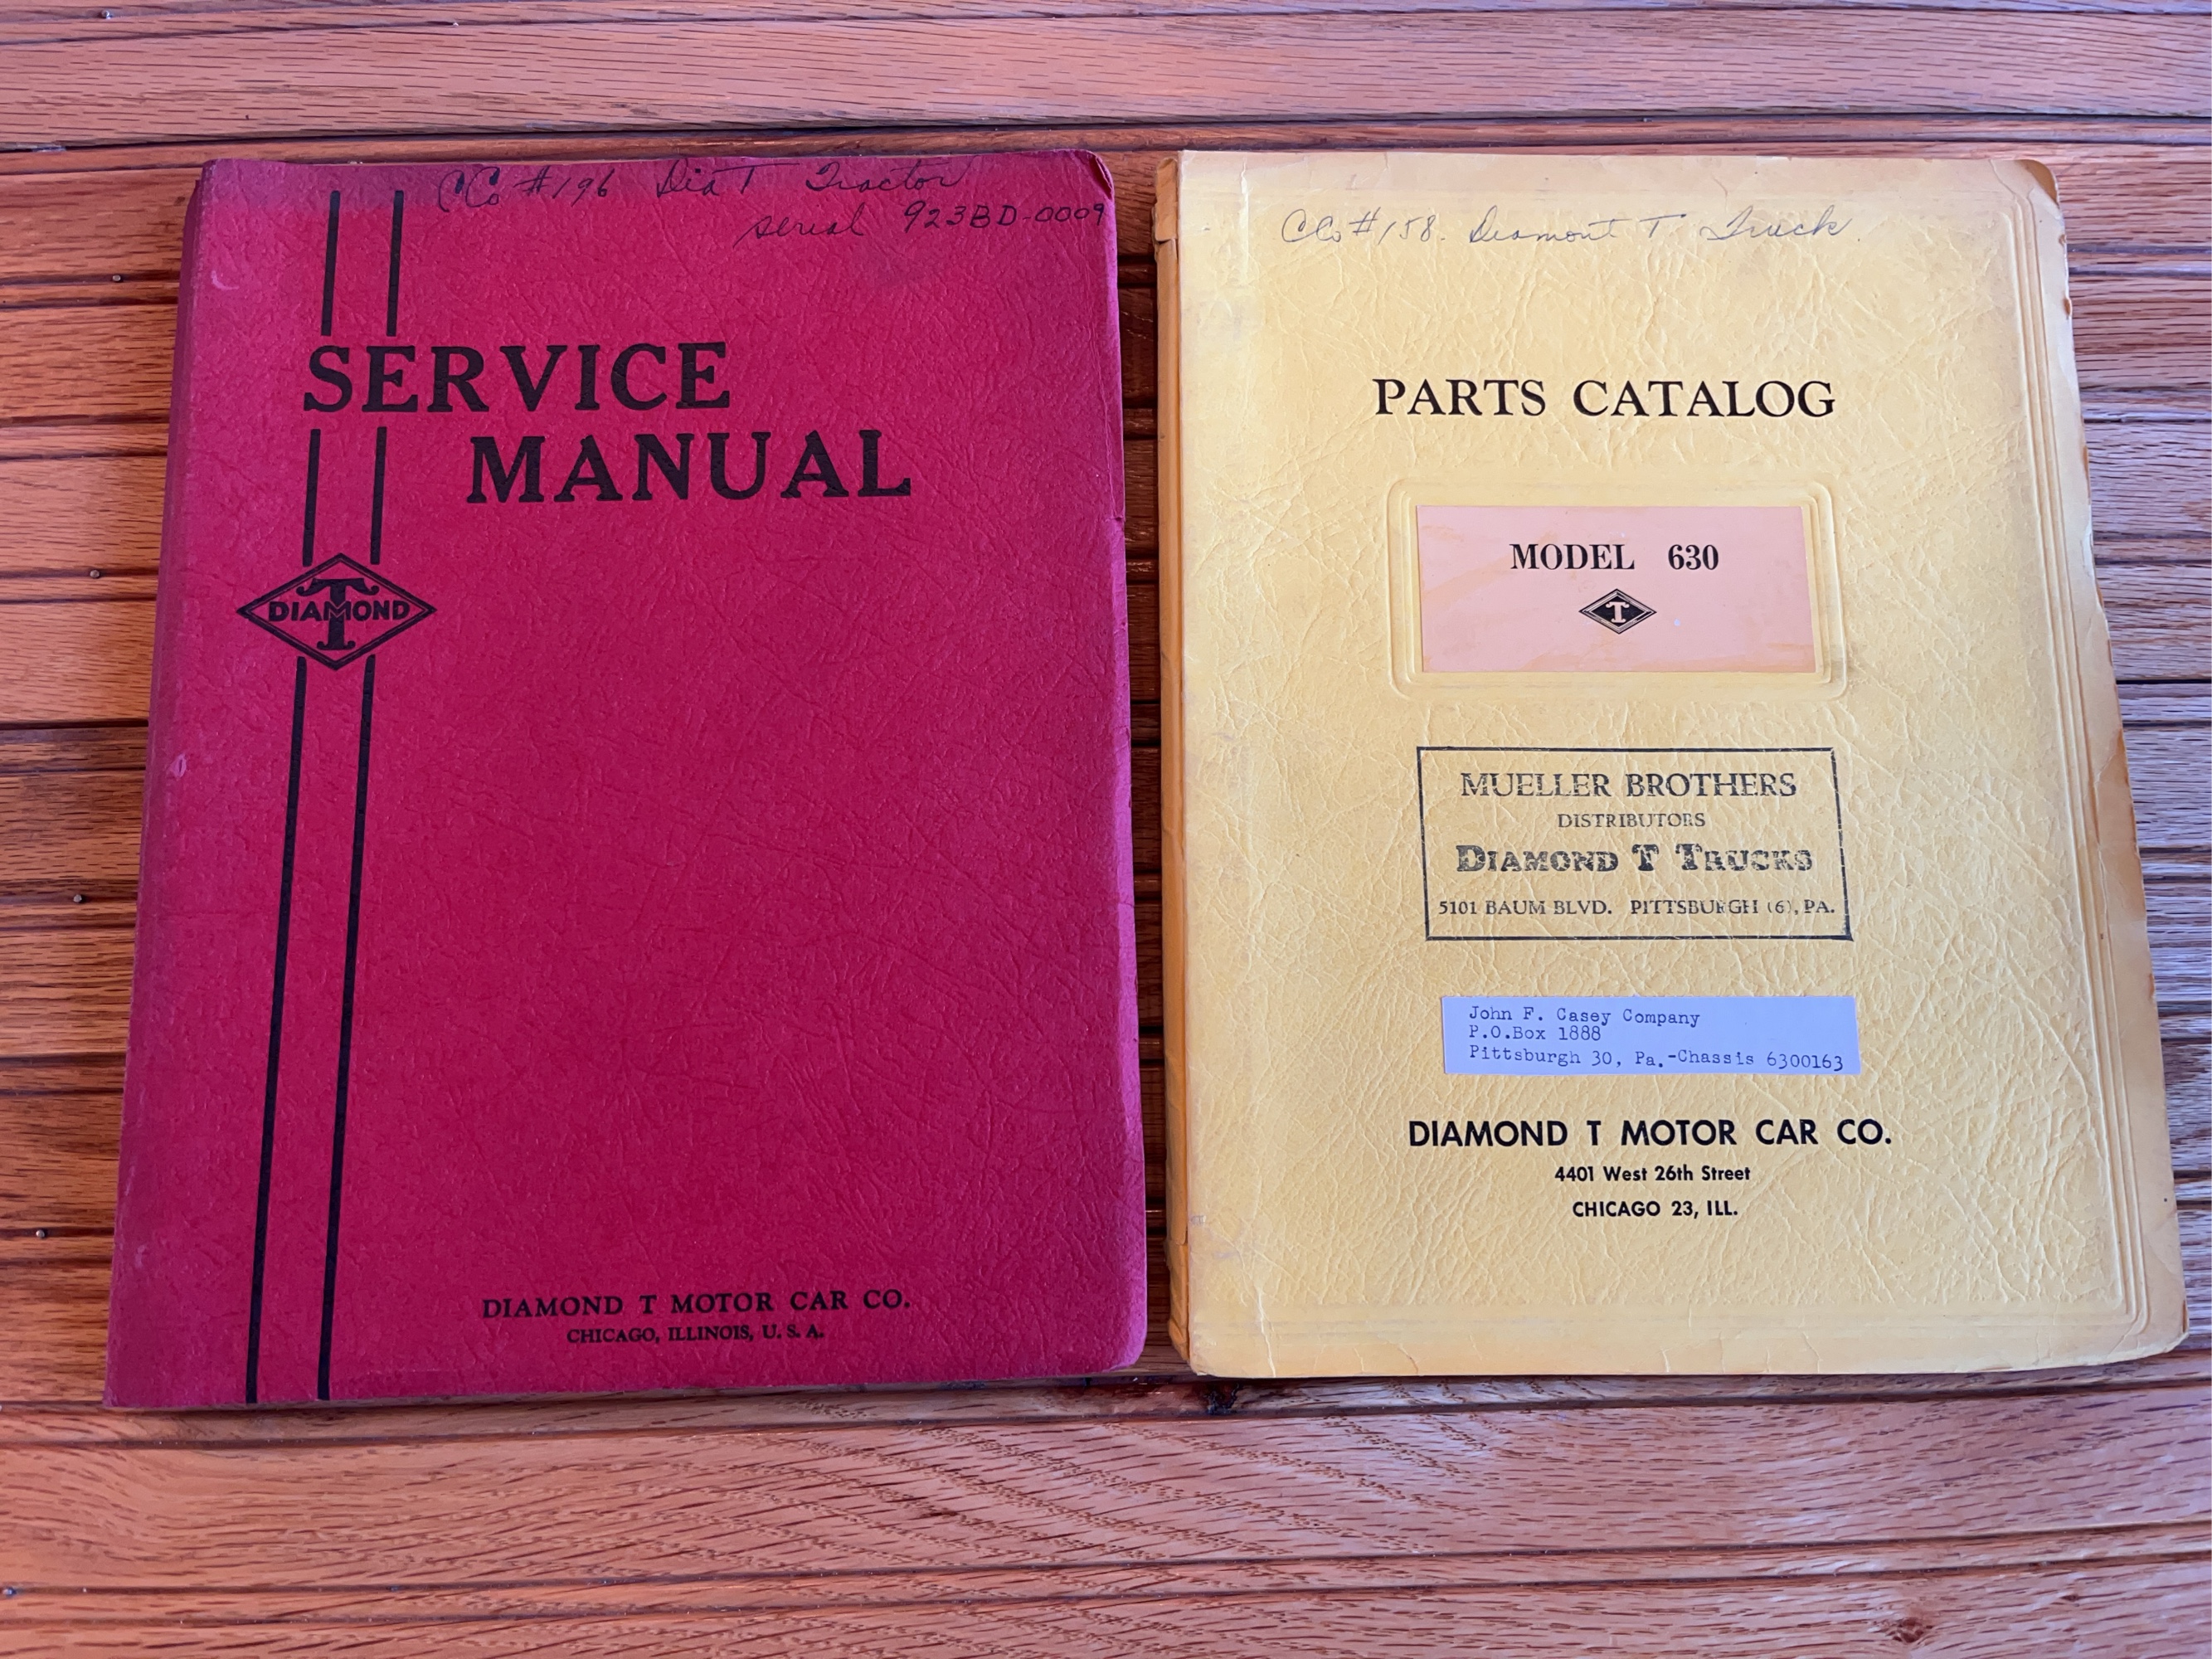 CCo #196 Dia T Tractor
serial 923BD-0009
SERVICE
MANUAL
DIAMOND T
DIAMOND T MOTOR CAR CO.
CHICAGO, ILLINOIS, U. S. A.
CCo #158. Diamont T Truck
PARTS CATALOG
MODEL 630
T
MUELLER BROTHERS
DISTRIBUTORS
DIAMOND T TRUCKS
5101 BAUM BLVD. PITTSBURGH (6), PA.
John F. Casey Company
P.O.Box 1888
Pittsburgh 30, Pa.-Chassis 6300163
DIAMOND T MOTOR CAR CO.
4401 West 26th Street
CHICAGO 23, ILL.